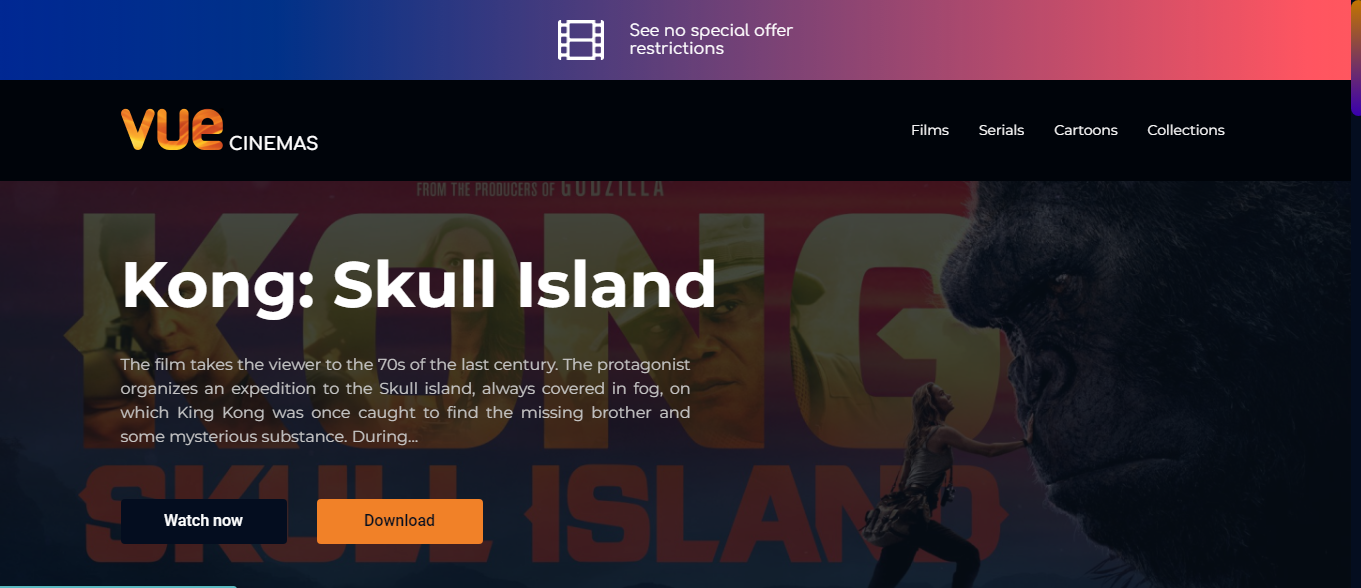 See no special offer
restrictions
vue CINEMAS
Films
Serials
Cartoons
Collections
FROM THE PRODUCERS OF GODZILLA
KONG
Kong: Skull Island
The film takes the viewer to the 70s of the last century. The protagonist
organizes an expedition to the Skull island, always covered in fog, on
which King Kong was once caught to find the missing brother and
some mysterious substance. During...
SKULL ISLAND
Watch now
Download